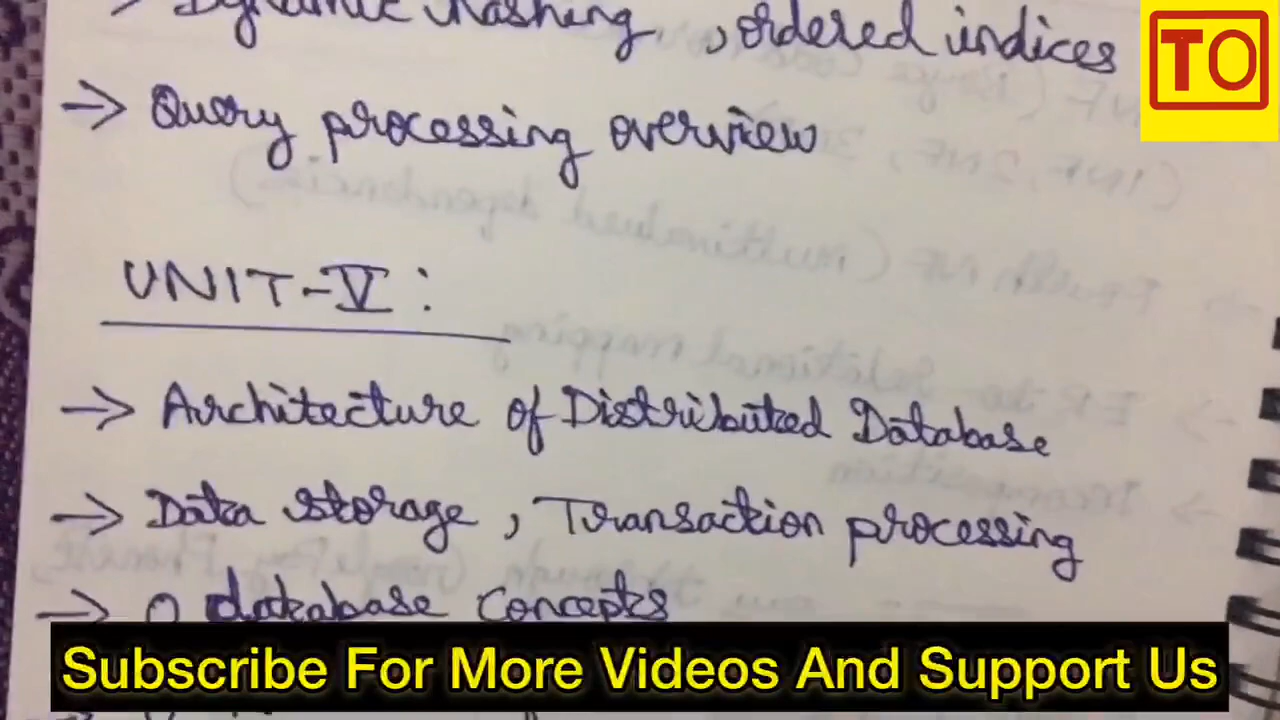 → Dynamic hashing , ordered indices
TO
→ Query processing overview
UNIT-V :
→ Architecture of Distributed Database
→ Data storage , Transaction processing
→ O database concepts
Subscribe For More Videos And Support Us